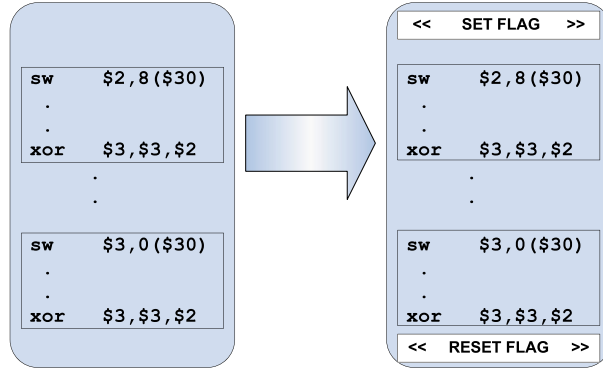 sw $2,8($30)
.
.
xor $3,$3,$2
.
.
sw $3,0($30)
.
.
xor $3,$3,$2
<< SET FLAG >>
sw $2,8($30)
.
.
xor $3,$3,$2
.
.
sw $3,0($30)
.
.
xor $3,$3,$2
<< RESET FLAG >>